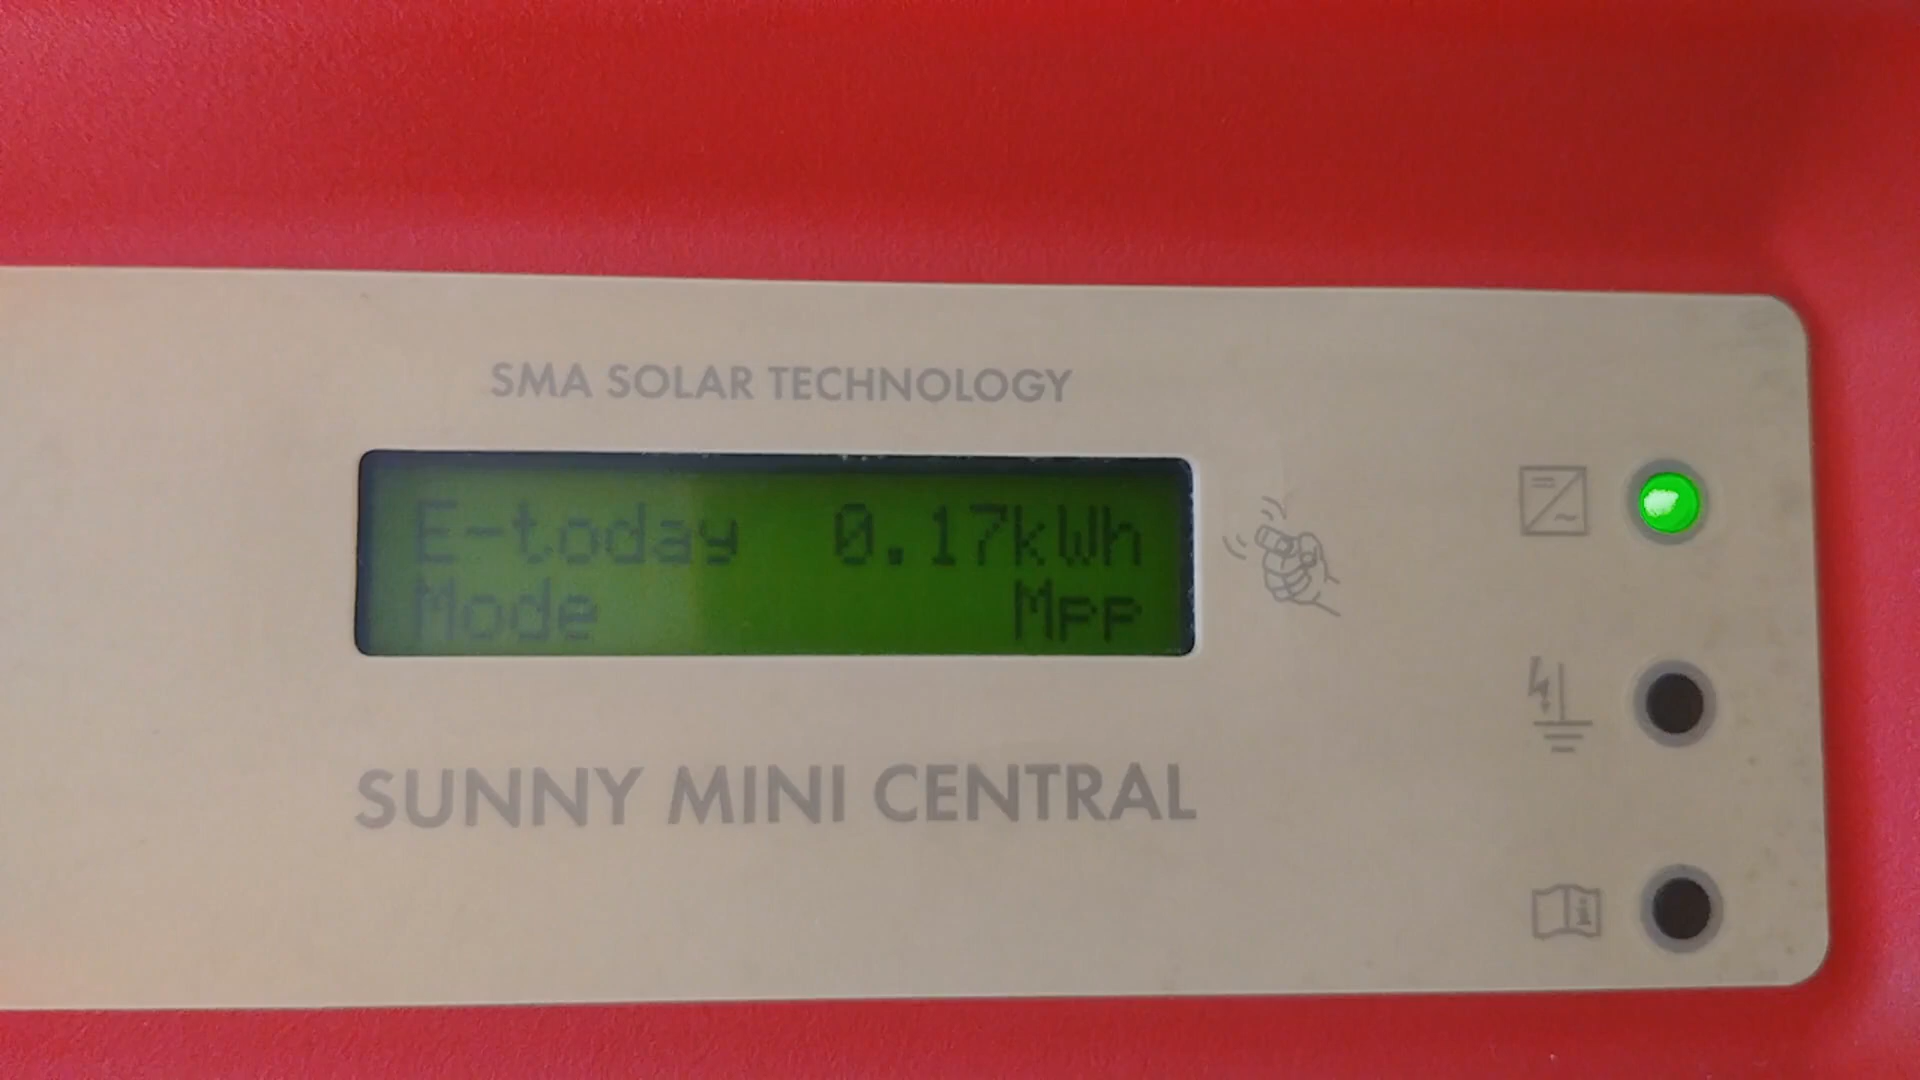 SMA SOLAR TECHNOLOGY
E-today 0.17kWh
Mode Mpp
SUNNY MINI CENTRAL